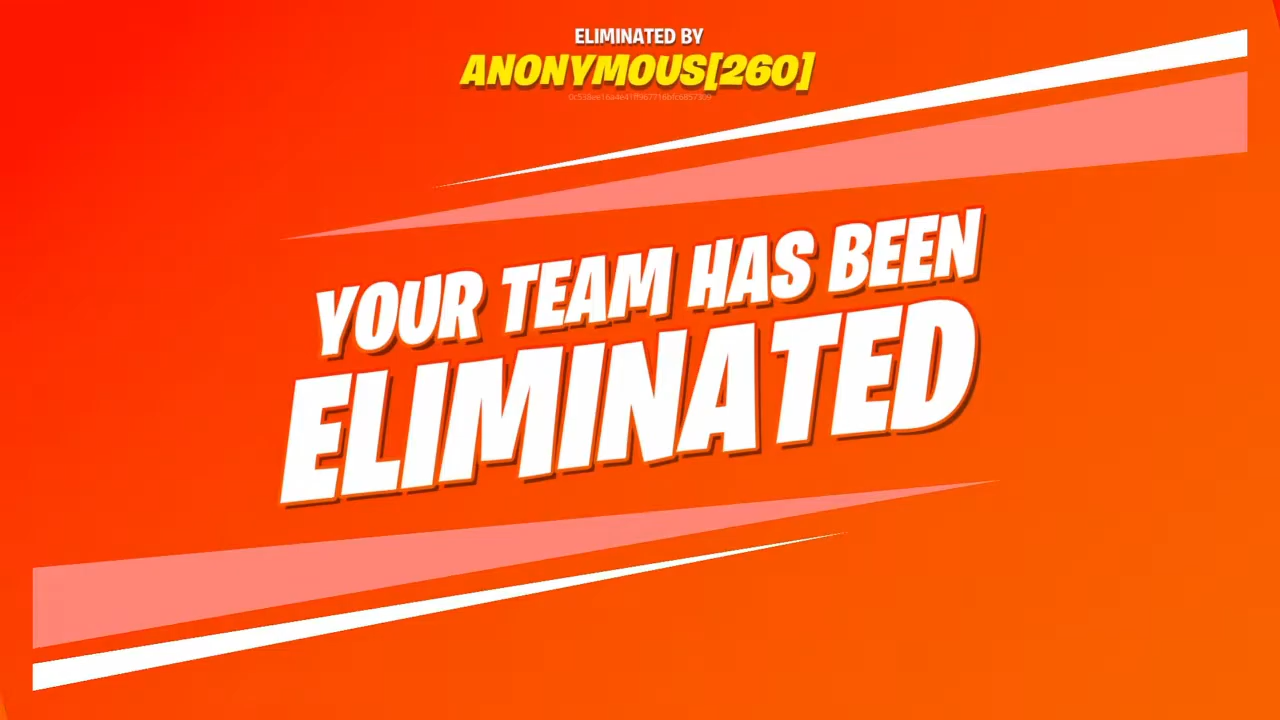 ELIMINATED BY
ANONYMOUS[260]
YOUR TEAM HAS BEEN
ELIMINATED